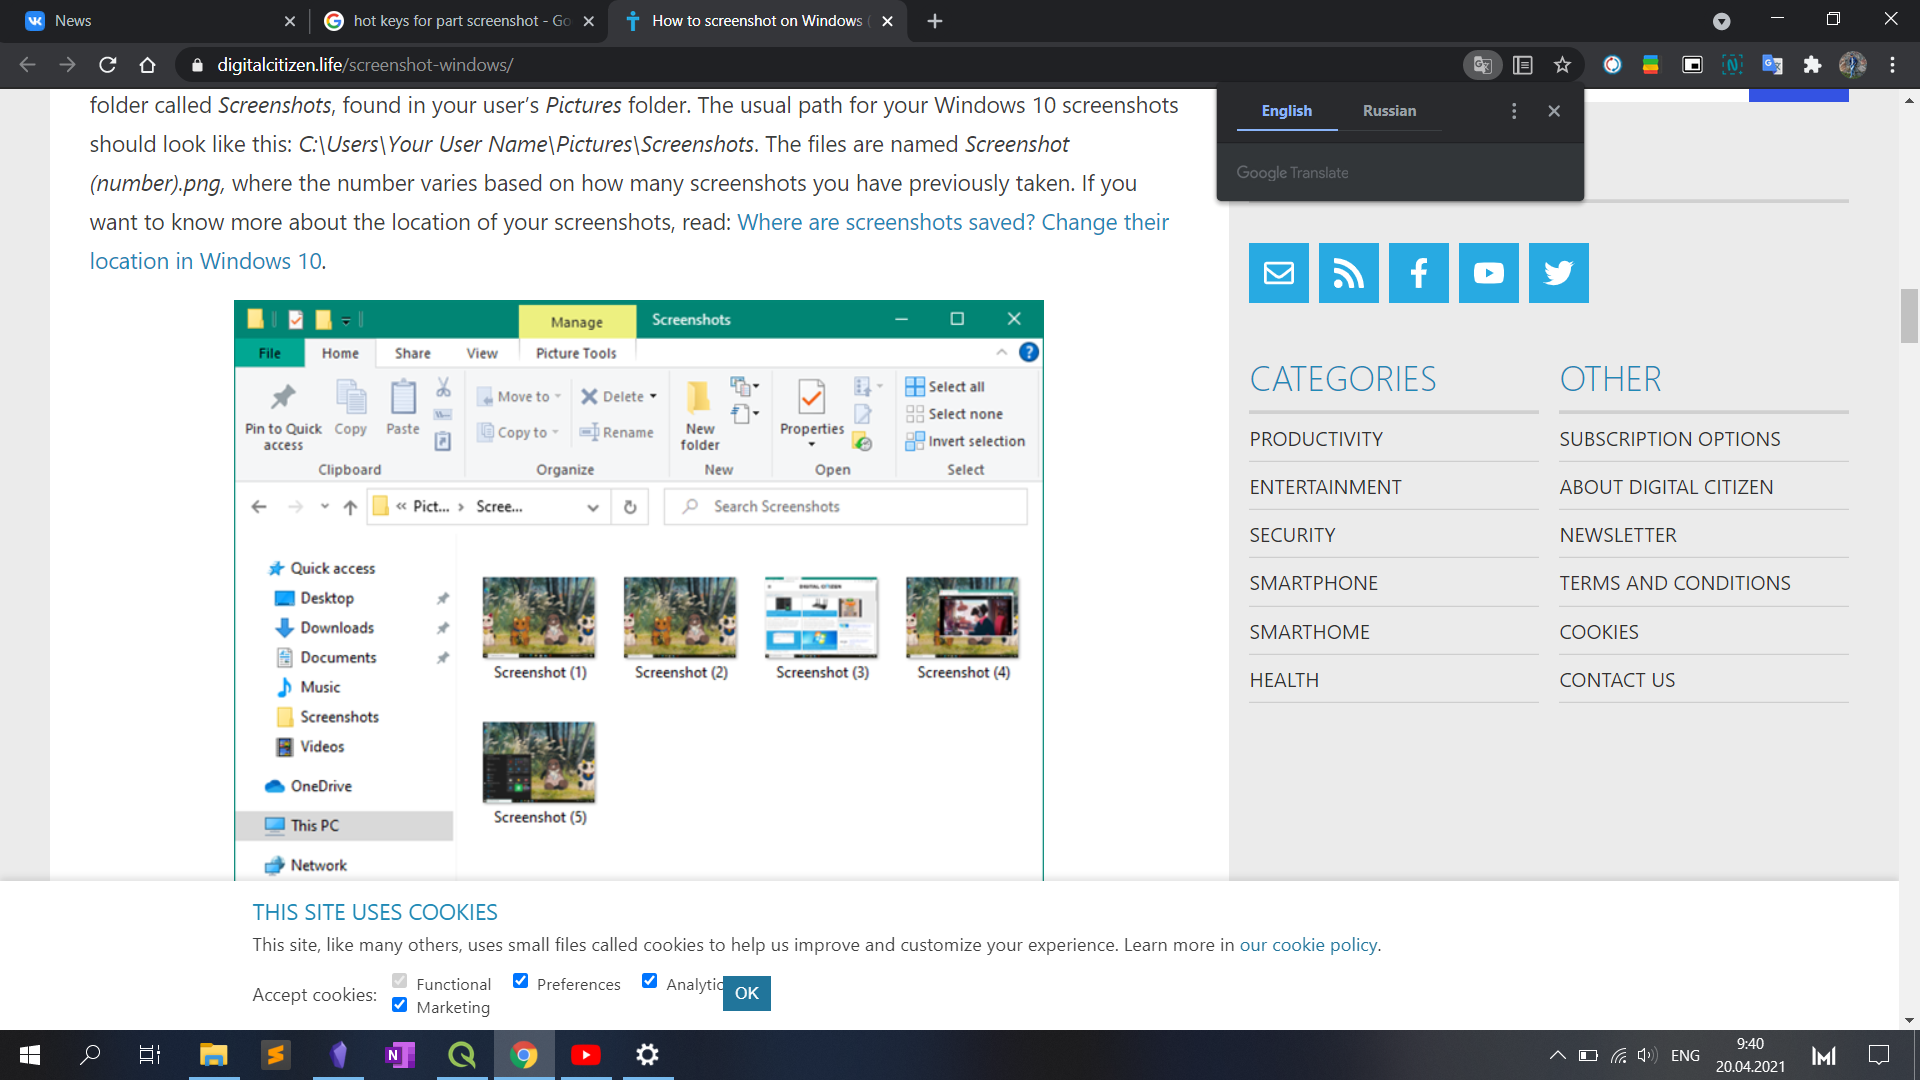 News
hot keys for part screenshot - Go
How to screenshot on Windows
digitalcitizen.life/screenshot-windows/
English
Russian
Google Translate
folder called Screenshots, found in your user’s Pictures folder. The usual path for your Windows 10 screenshots
should look like this: C:\Users\Your User Name\Pictures\Screenshots. The files are named Screenshot
(number).png, where the number varies based on how many screenshots you have previously taken. If you
want to know more about the location of your screenshots, read: Where are screenshots saved? Change their
location in Windows 10.
Manage
Screenshots
File
Home
Share
View
Picture Tools
Pin to Quick
access
Copy
Paste
Clipboard
Move to
Copy to
Delete
Rename
Organize
New
folder
New
Properties
Open
Select all
Select none
Invert selection
Select
« Pict... › Scree...
Search Screenshots
Quick access
Desktop
Downloads
Documents
Music
Screenshots
Videos
OneDrive
This PC
Network
Screenshot (1)
Screenshot (2)
Screenshot (3)
Screenshot (4)
Screenshot (5)
CATEGORIES
PRODUCTIVITY
ENTERTAINMENT
SECURITY
SMARTPHONE
SMARTHOME
HEALTH
OTHER
SUBSCRIPTION OPTIONS
ABOUT DIGITAL CITIZEN
NEWSLETTER
TERMS AND CONDITIONS
COOKIES
CONTACT US
THIS SITE USES COOKIES
This site, like many others, uses small files called cookies to help us improve and customize your experience. Learn more in our cookie policy.
Accept cookies:
Functional
Preferences
Analytic
Marketing
OK
ENG
9:40
20.04.2021